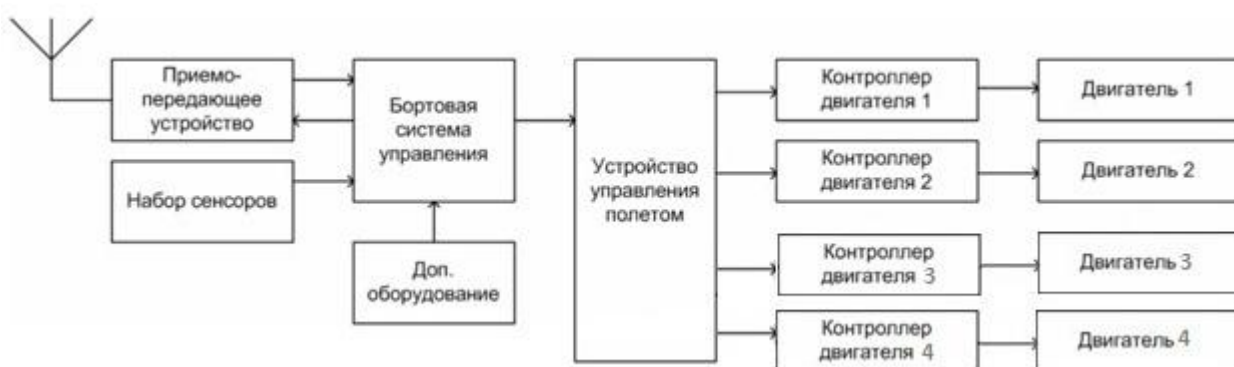 Приемо-
передающее
устройство
Набор сенсоров
Бортовая
система
управления
Доп.
оборудование
Устройство
управления
полетом
Контроллер
двигателя 1
Двигатель 1
Контроллер
двигателя 2
Двигатель 2
Контроллер
двигателя 3
Двигатель 3
Контроллер
двигателя 4
Двигатель 4